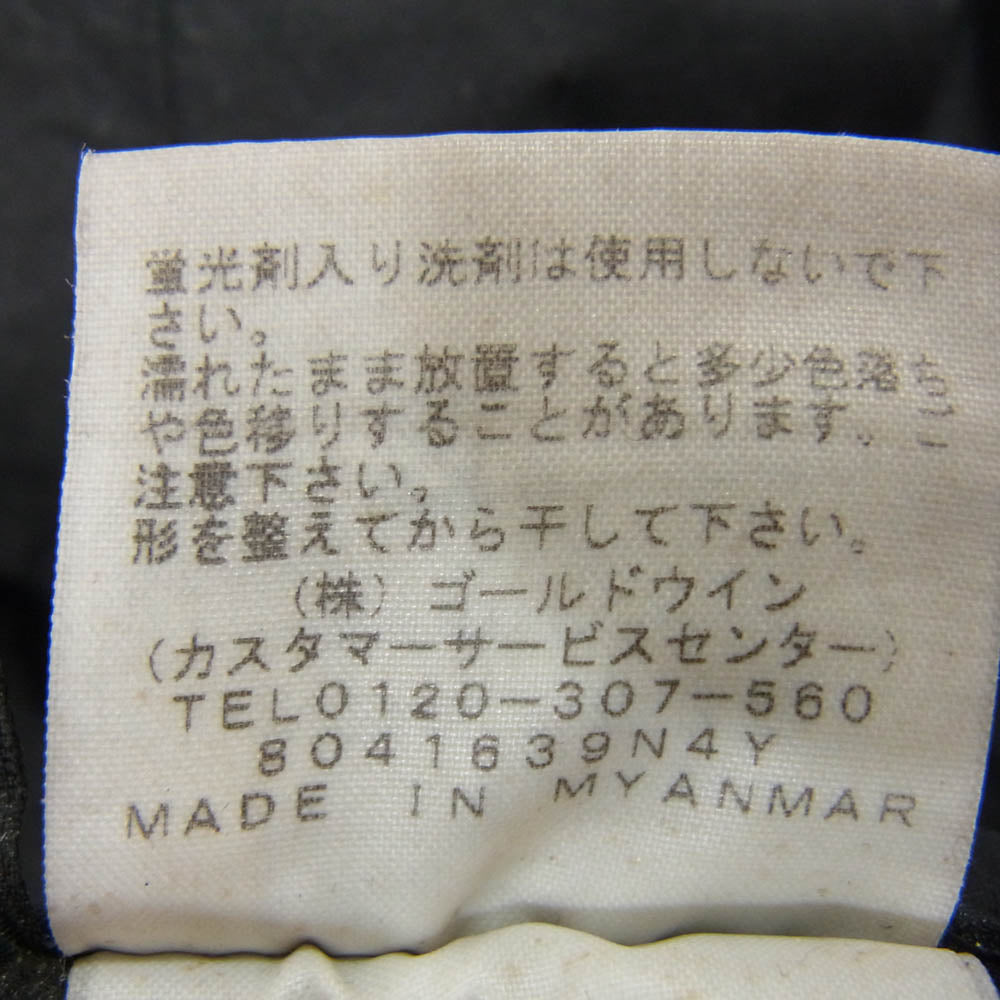 蛍光剤入り洗剤は使用しないで下
さい。
濡れたまま放置すると多少色落ち
や色移りすることがあります。ご
注意下さい。
形を整えてから干して下さい。
(株)ゴールドウイン
(カスタマーサービスセンター)
TEL0120-307-560
8041639N4Y
MADE IN MYANMAR